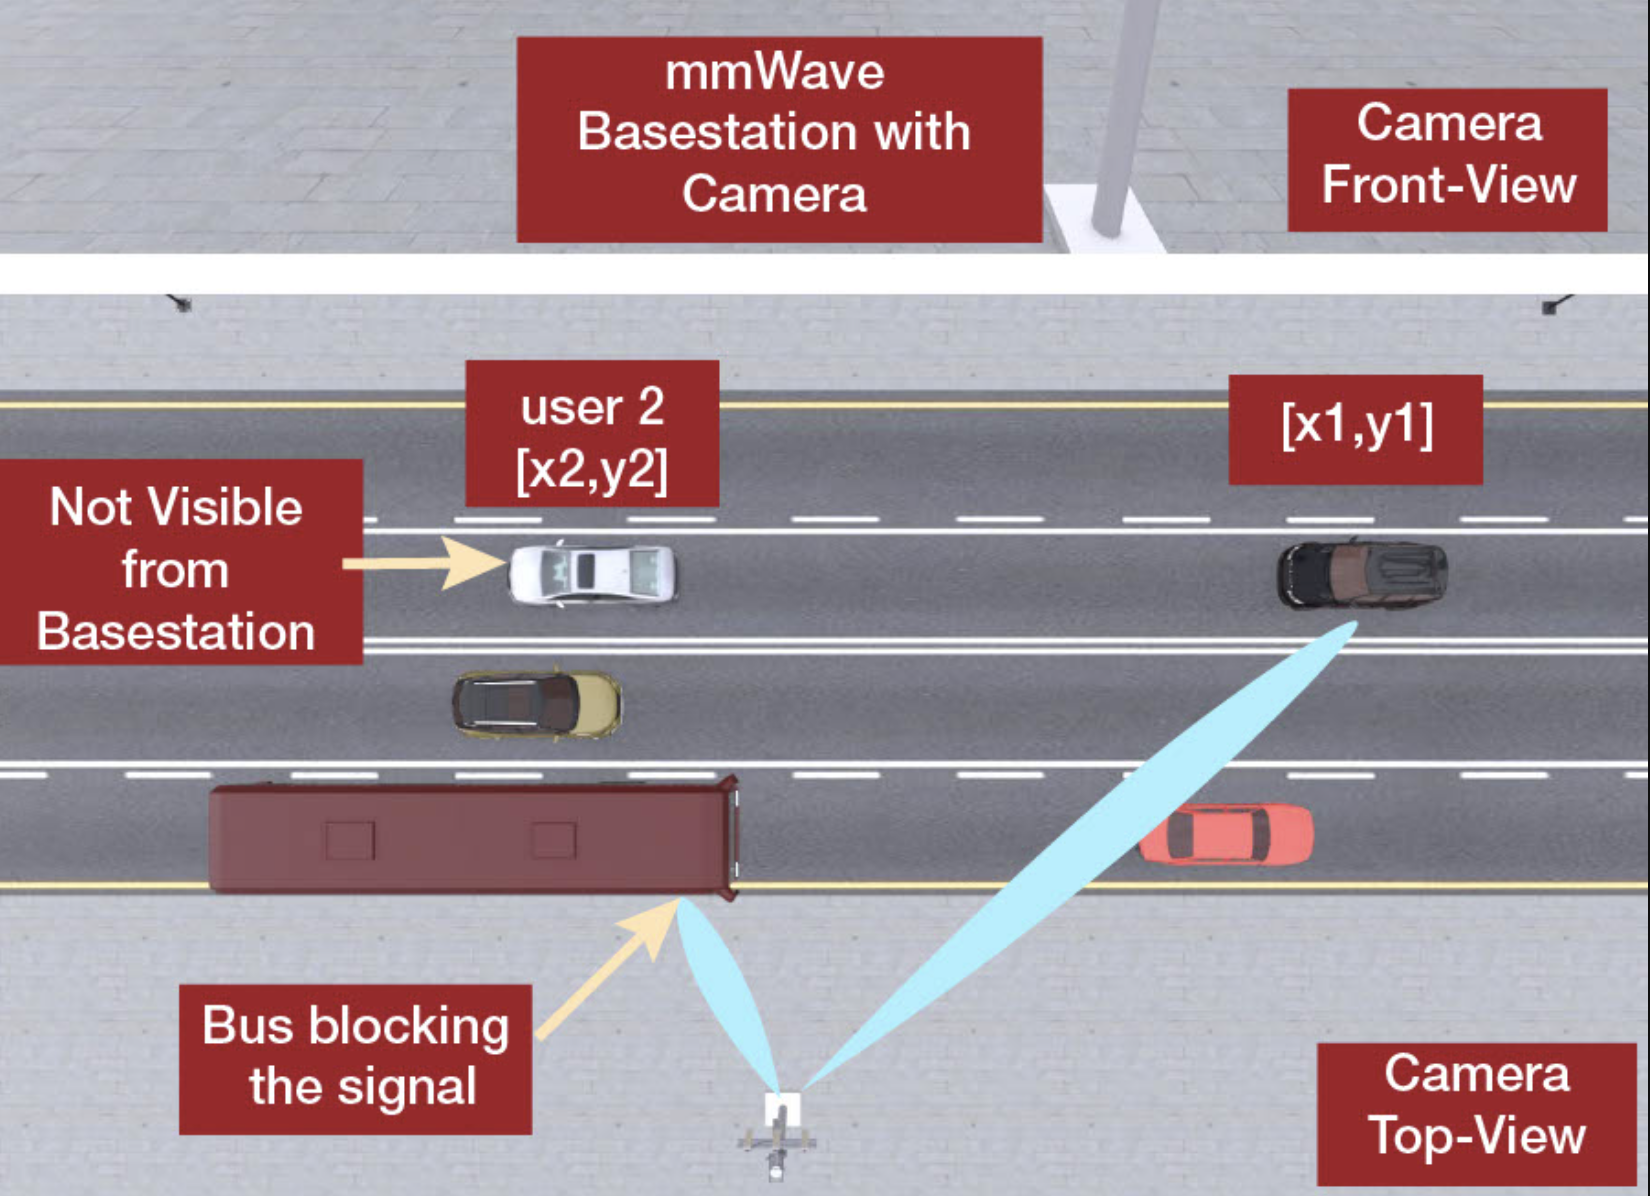 mmWave
Basestation with
Camera
Camera
Front-View
user 2
[x2,y2]
[x1,y1]
Not Visible
from
Basestation
Bus blocking
the signal
Camera
Top-View